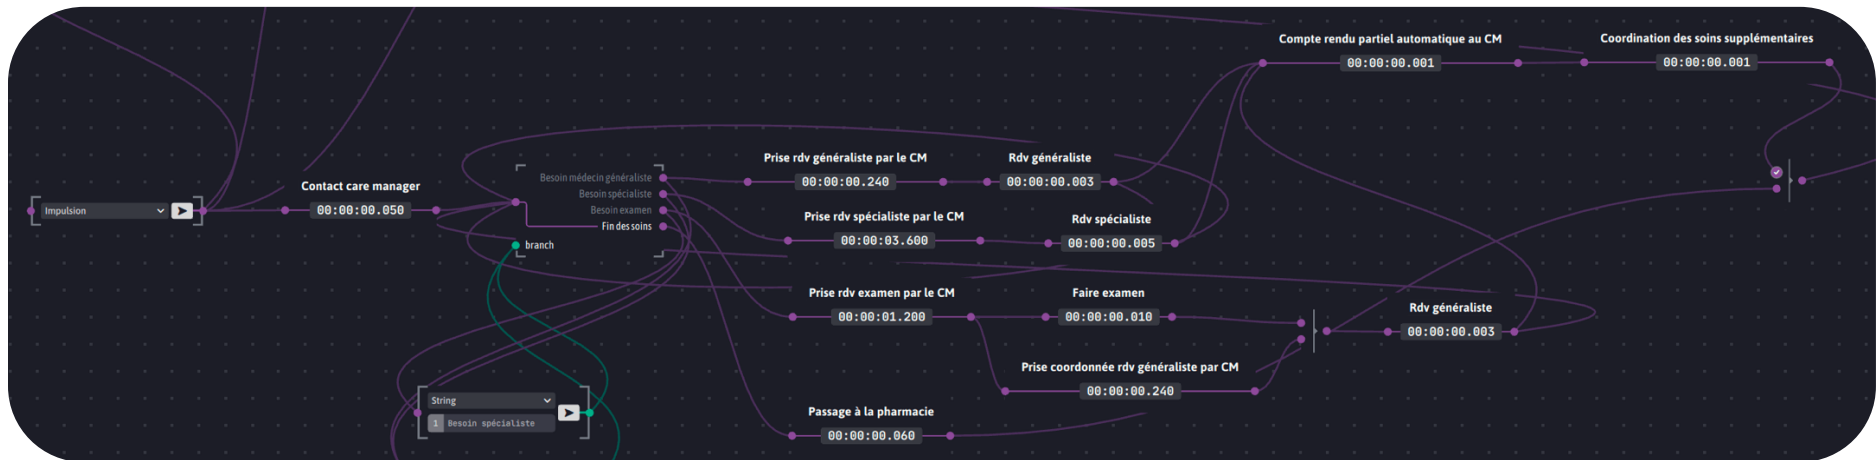 Compte rendu partiel automatique au CM
00:00:00.001
Coordination des soins supplémentaires
00:00:00.001
Impulsion
Contact care manager
00:00:00.050
Besoin médecin généraliste
Besoin spécialiste
Besoin examen
Fin des soins
branch
Prise rdv généraliste par le CM
00:00:00.240
Rdv généraliste
00:00:00.003
Prise rdv spécialiste par le CM
00:00:03.600
Rdv spécialiste
00:00:00.005
Prise rdv examen par le CM
00:00:01.200
Faire examen
00:00:00.010
Rdv généraliste
00:00:00.003
Prise coordonnée rdv généraliste par CM
00:00:00.240
Passage à la pharmacie
00:00:00.060
String
1 Besoin spécialiste